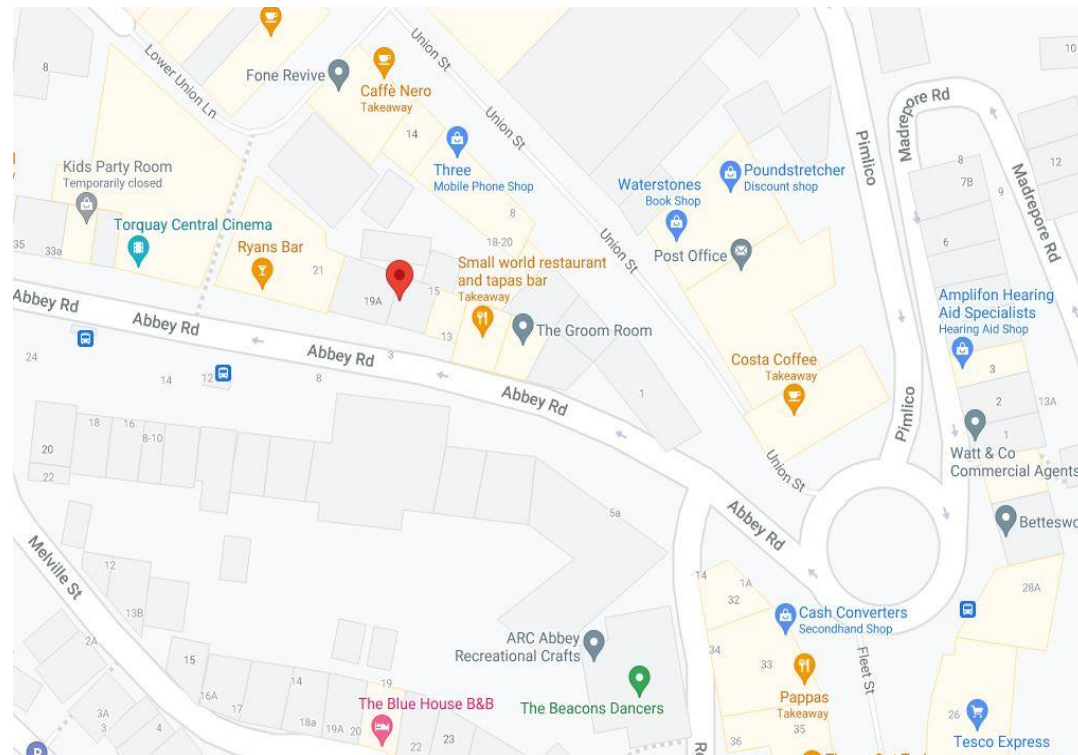 Lower Union Ln
8
Fone Revive
Caffè Nero
Takeaway
14
Three
Mobile Phone Shop
8
18-20
Union St
Union St
Union St
Union St
Waterstones
Book Shop
Poundstretcher
Discount shop
Post Office
Pimlico
Pimlico
Madrepore Rd
Madrepore Rd
10
12
8
7B
9
6
Kids Party Room
Temporarily closed
Torquay Central Cinema
35
33a
Ryans Bar
21
19A
15
13
Small world restaurant
and tapas bar
Takeaway
The Groom Room
1
Abbey Rd
Abbey Rd
Abbey Rd
Abbey Rd
Abbey Rd
3
24
14
12
8
Amplifon Hearing
Aid Specialists
Hearing Aid Shop
3
2
13A
1
Costa Coffee
Takeaway
Watt & Co
Commercial Agents
Betteswo
18
16
8-10
20
22
5a
Melville St
12
13B
2A
15
16A
17
14
18a
19A
20
19
22
23
3A
3
4
The Blue House B&B
ARC Abbey
Recreational Crafts
The Beacons Dancers
14
1A
32
34
33
35
36
Cash Converters
Secondhand Shop
Pappas
Takeaway
Fleet St
28A
26
Tesco Express